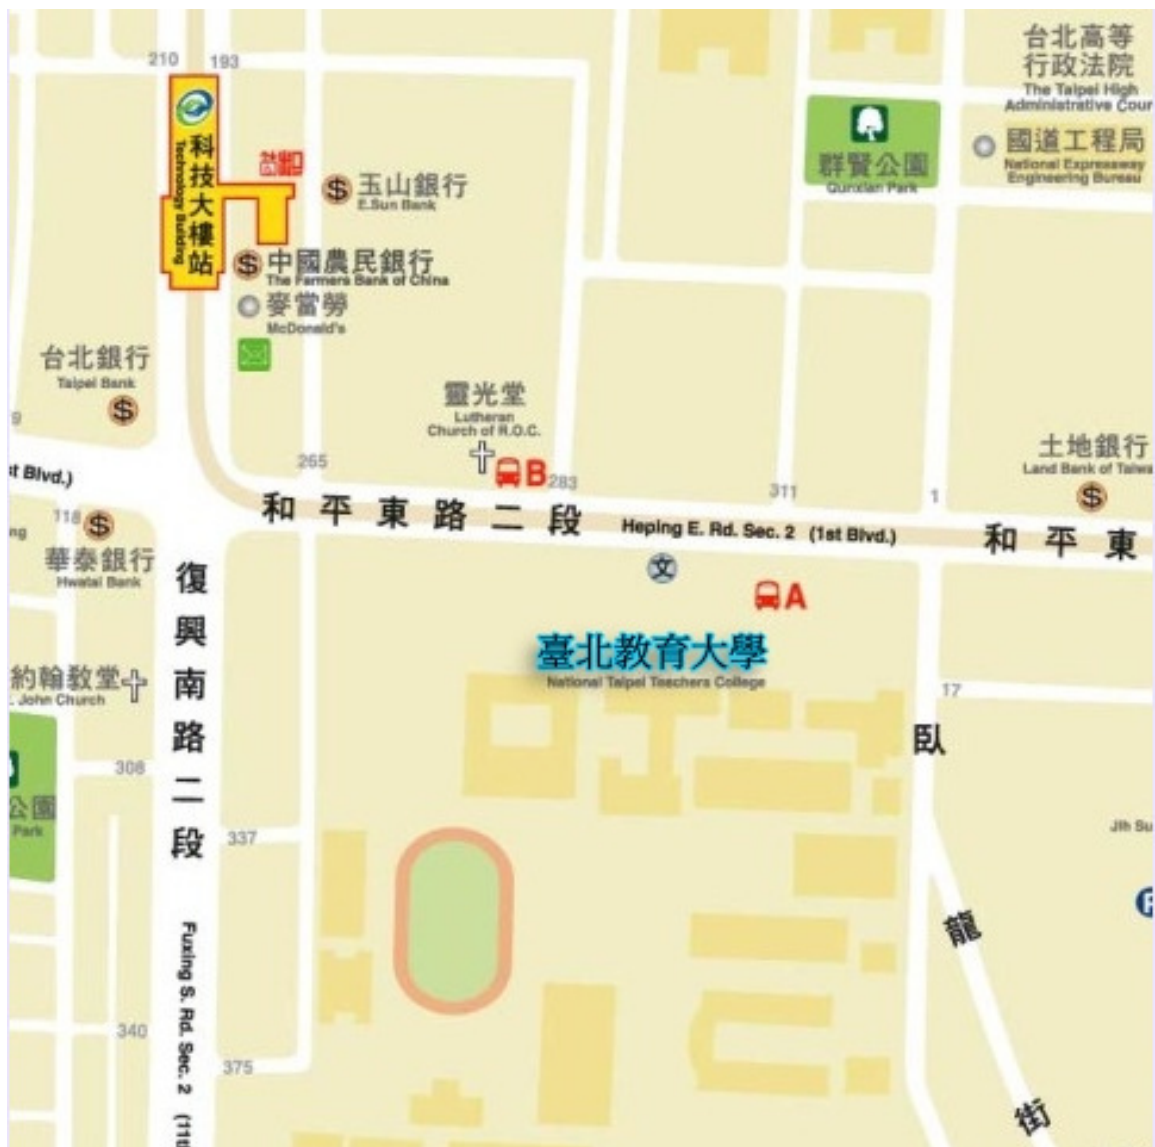 210
193
台北高等
行政法院
The Taipei High
Administrative Cour
科技大樓站
Technology Building
玉山銀行
E.Sun Bank
群賢公園
Qunxian Park
國道工程局
National Expressway
Engineering Bureau
中國農民銀行
The Farmers Bank of China
麥當勞
McDonald's
台北銀行
Taipei Bank
靈光堂
Lutheran
Church of R.O.C.
9
265
B
283
311
1
土地銀行
Land Bank of Taiwa
st Blvd.)
和平東路二段
Heping E. Rd. Sec. 2 (1st Blvd.)
和平東
118
ng
華泰銀行
Hwatai Bank
文
A
復興南路二段
臺北教育大學
National Taipei Teachers College
約翰教堂
. John Church
17
臥龍街
308
公園
Park
337
Jih Su
P
Fuxing S. Rd. Sec. 2 (11t
340
375